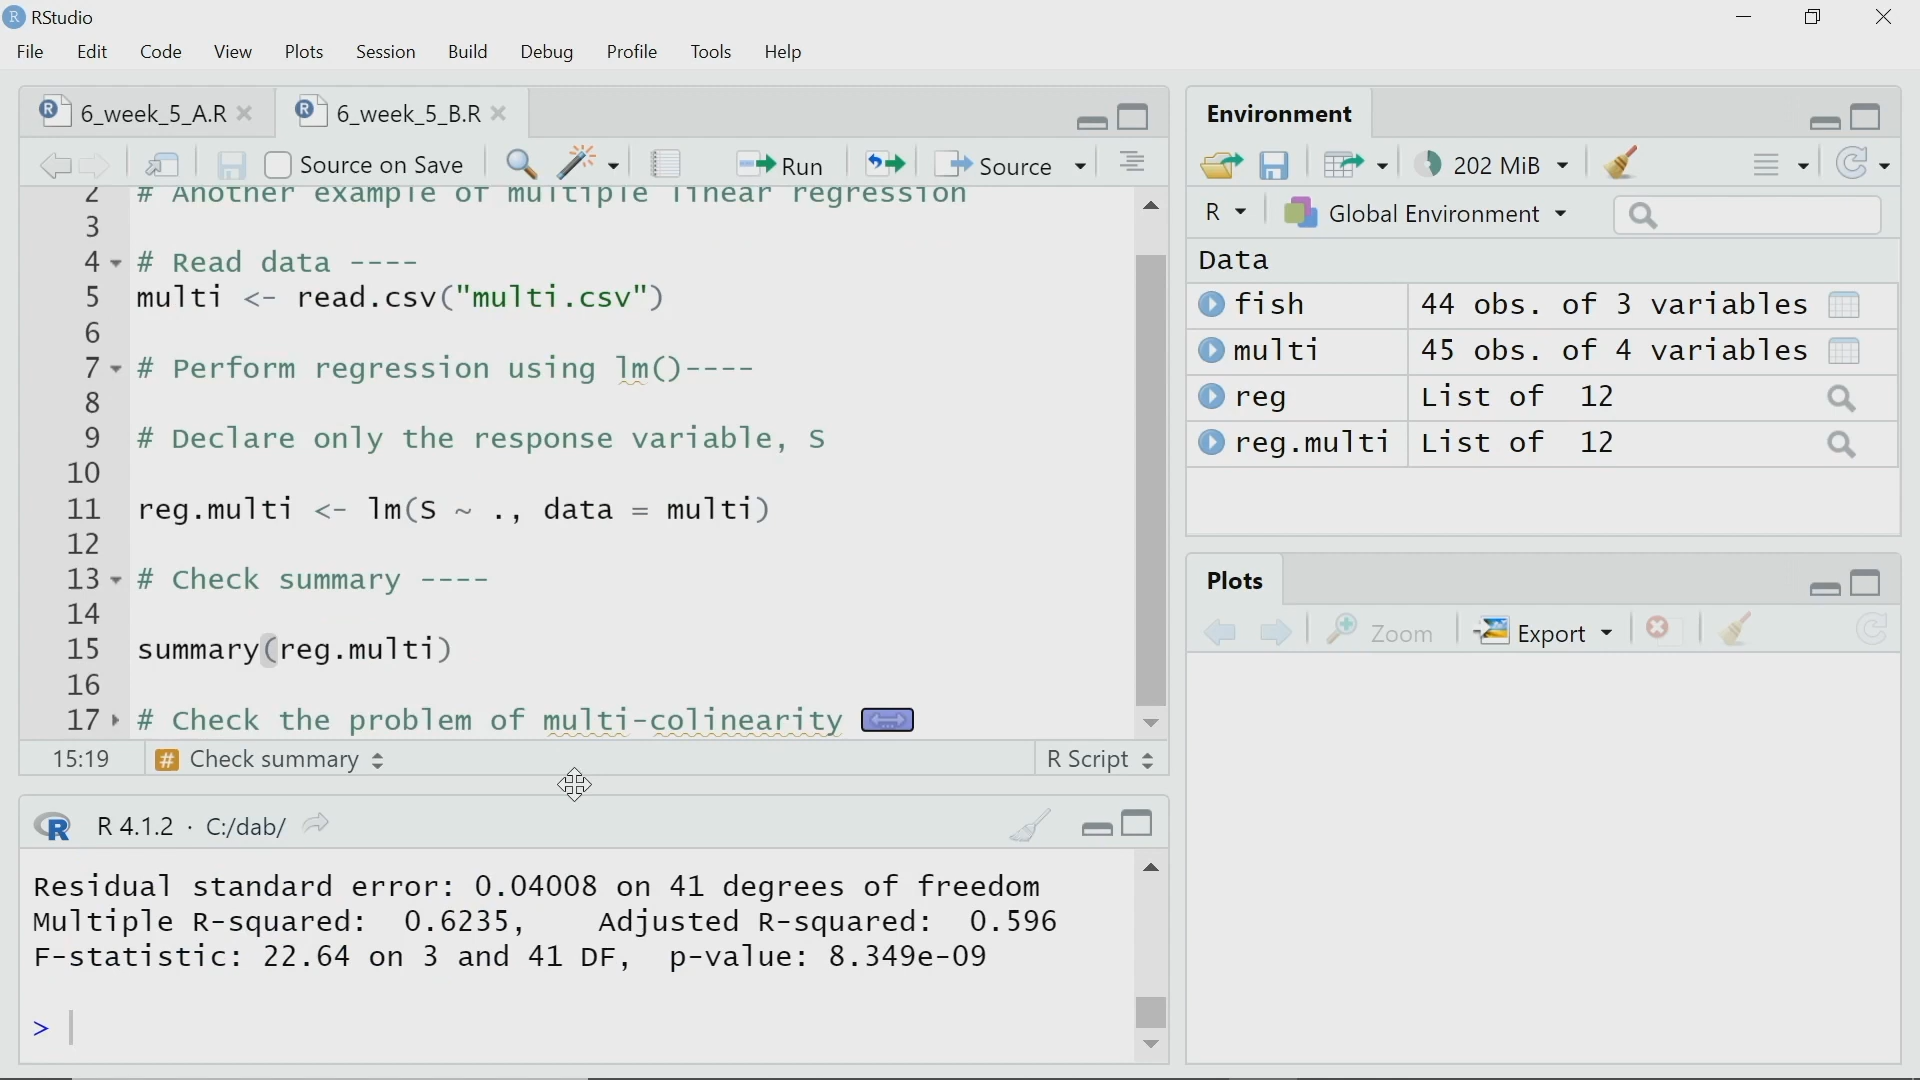 RStudio
File Edit Code View Plots Session Build Debug Profile Tools Help
6_week_5_A.R 6_week_5_B.R
Source on Save Run Source
2 # Another example of multiple linear regression
3
4 # Read data ----
5 multi <- read.csv("multi.csv")
6
7 # Perform regression using lm()----
8
9 # Declare only the response variable, S
10
11 reg.multi <- lm(S ~ ., data = multi)
12
13 # Check summary ----
14
15 summary(reg.multi)
16
17 # Check the problem of multi-colinearity
15:19 # Check summary R Script
R 4.1.2 · C:/dab/
Residual standard error: 0.04008 on 41 degrees of freedom
Multiple R-squared:  0.6235,    Adjusted R-squared:  0.596
F-statistic: 22.64 on 3 and 41 DF,  p-value: 8.349e-09
>
Environment
202 MiB
R Global Environment
Data
fish 44 obs. of 3 variables
multi 45 obs. of 4 variables
reg List of 12
reg.multi List of 12
Plots
Zoom Export